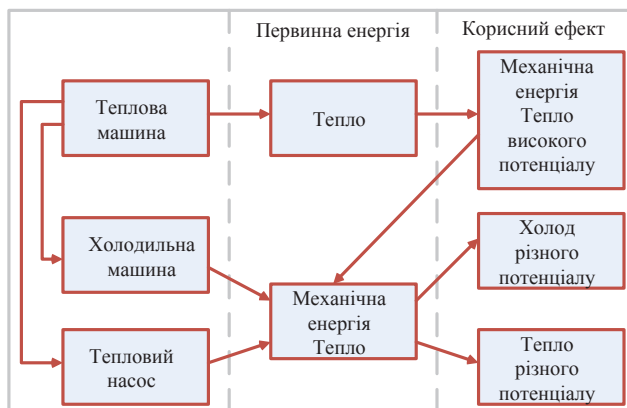 Первинна енергія
Корисний ефект
Теплова
машина
Тепло
Механічна
енергія
Тепло
високого
потенціалу
Холодильна
машина
Механічна
енергія
Тепло
Холод
різного
потенціалу
Тепловий
насос
Тепло
різного
потенціалу